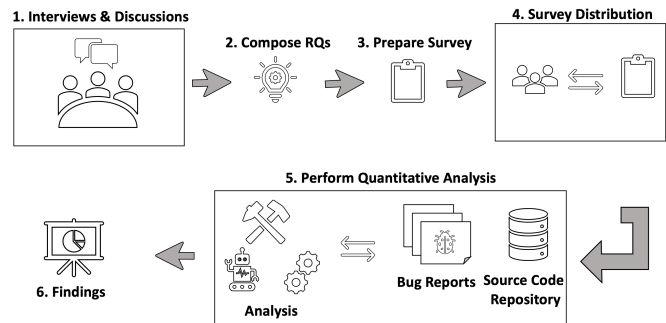 1. Interviews & Discussions
2. Compose RQs
3. Prepare Survey
4. Survey Distribution
5. Perform Quantitative Analysis
Analysis
Bug Reports
Source Code
Repository
6. Findings